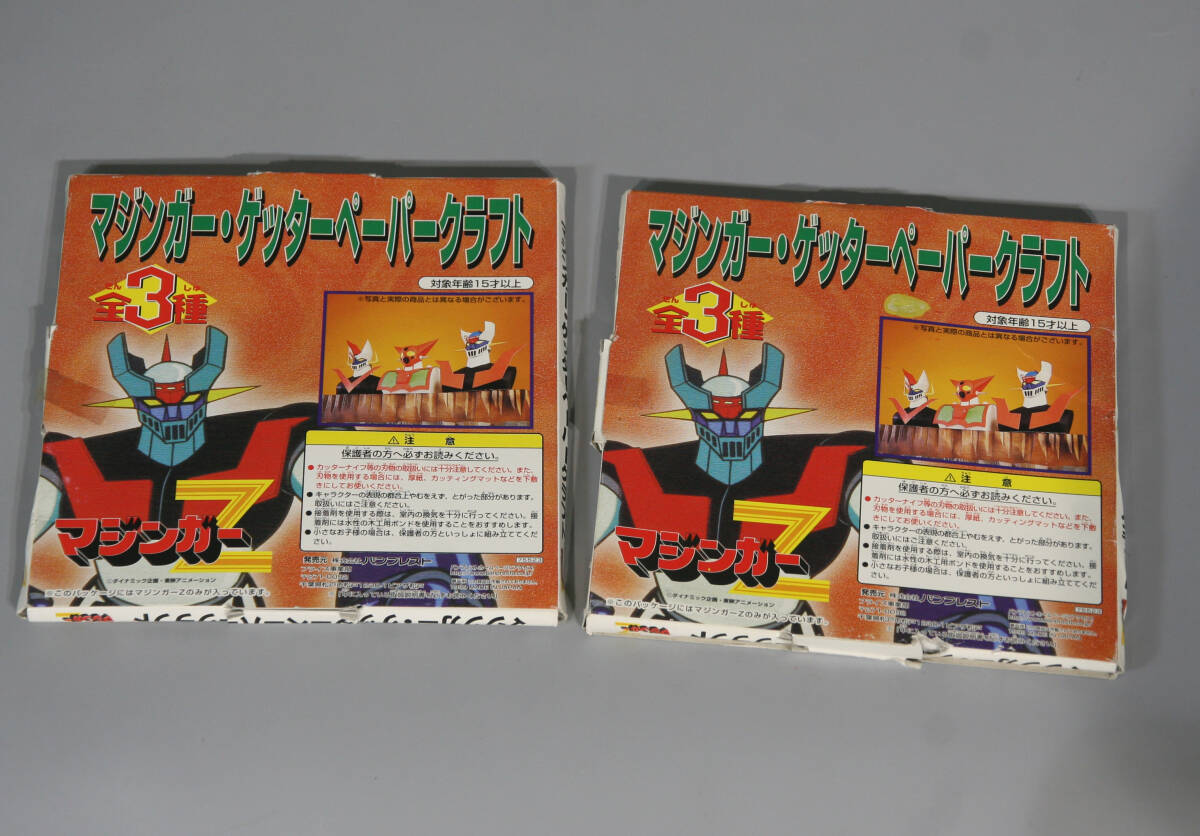 マジンガー・ゲッターペーパークラフト
対象年齢15才以上
ぜん しゅ
全3種
※写真と実際の商品とは異なる場合がございます。
⚠注 意
保護者の方へ必ずお読みください。
●カッターナイフ等の刃物の取扱いには十分注意してください。また、
刃物を使用する場合には、厚紙、カッティングマットなどを下敷
きにしてお使いください。
●キャラクターの表現の都合上やむをえず、とがった部分があります。
取扱いにはご注意ください。
●接着剤を使用する際は、室内の換気を十分に行ってください。接
着剤には水性の木工用ボンドを使用することをおすすめします。
●小さなお子様の場合は、保護者の方といっしょに組み立ててくだ
さい。
マジンガーZ
©ダイナミック企画・東映アニメーション
発売元 株式会社 バンプレスト
※このパッケージにはマジンガーZのみが入っています。
マジンガー・ゲッターペーパークラフト
対象年齢15才以上
ぜん しゅ
全3種
※写真と実際の商品とは異なる場合がございます。
⚠注 意
保護者の方へ必ずお読みください。
●カッターナイフ等の刃物の取扱いには十分注意してください。また、
刃物を使用する場合には、厚紙、カッティングマットなどを下敷
きにしてお使いください。
●キャラクターの表現の都合上やむをえず、とがった部分があります。
取扱いにはご注意ください。
●接着剤を使用する際は、室内の換気を十分に行ってください。接
着剤には水性の木工用ボンドを使用することをおすすめします。
●小さなお子様の場合は、保護者の方といっしょに組み立ててくだ
さい。
マジンガーZ
©ダイナミック企画・東映アニメーション
発売元 株式会社 バンプレスト
※このパッケージにはマジンガーZのみが入っています。